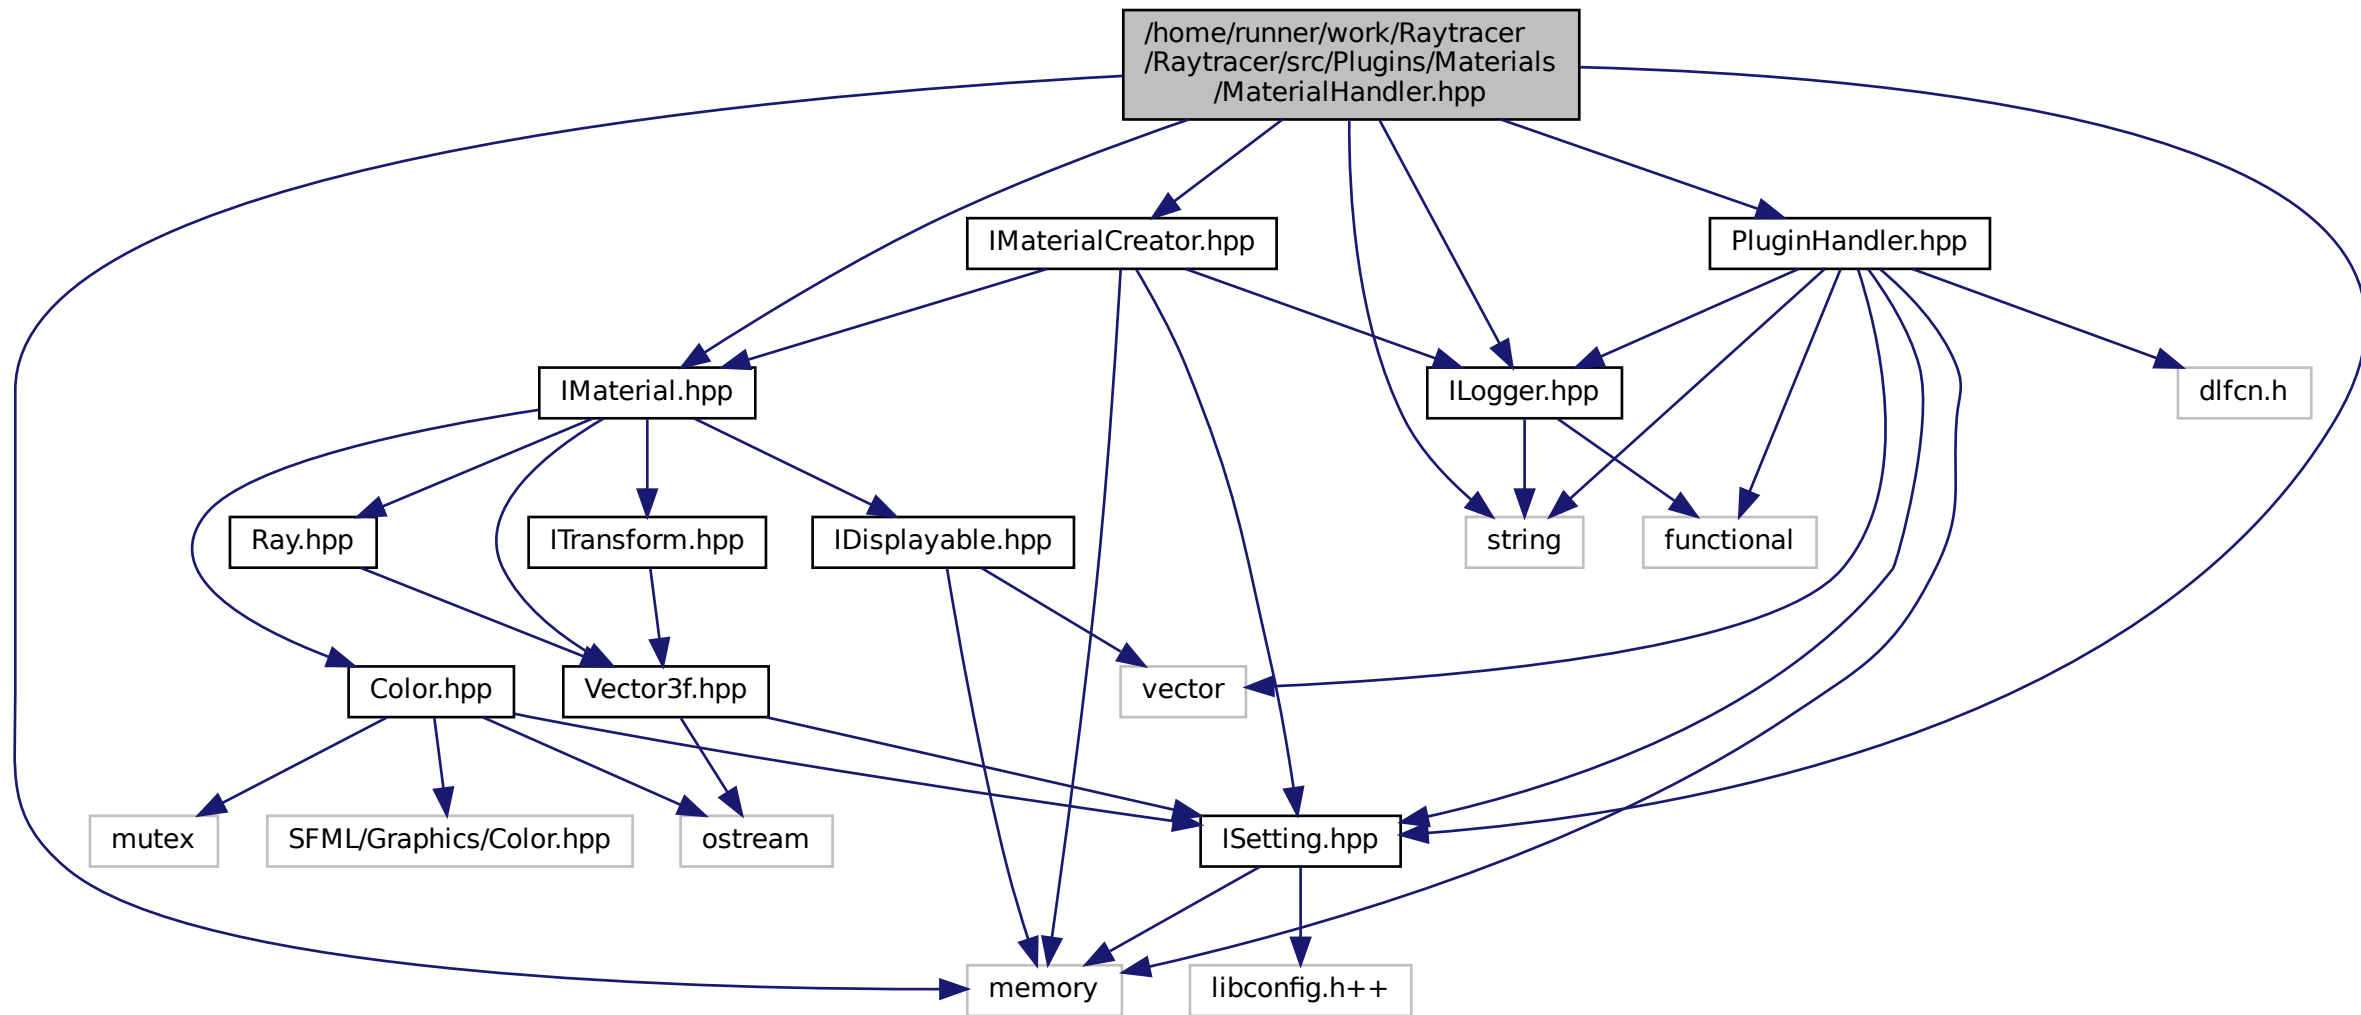 /home/runner/work/Raytracer
/Raytracer/src/Plugins/Materials
/MaterialHandler.hpp
IMaterialCreator.hpp
PluginHandler.hpp
IMaterial.hpp
ILogger.hpp
dlfcn.h
Ray.hpp
ITransform.hpp
IDisplayable.hpp
string
functional
Color.hpp
Vector3f.hpp
vector
mutex
SFML/Graphics/Color.hpp
ostream
ISetting.hpp
memory
libconfig.h++